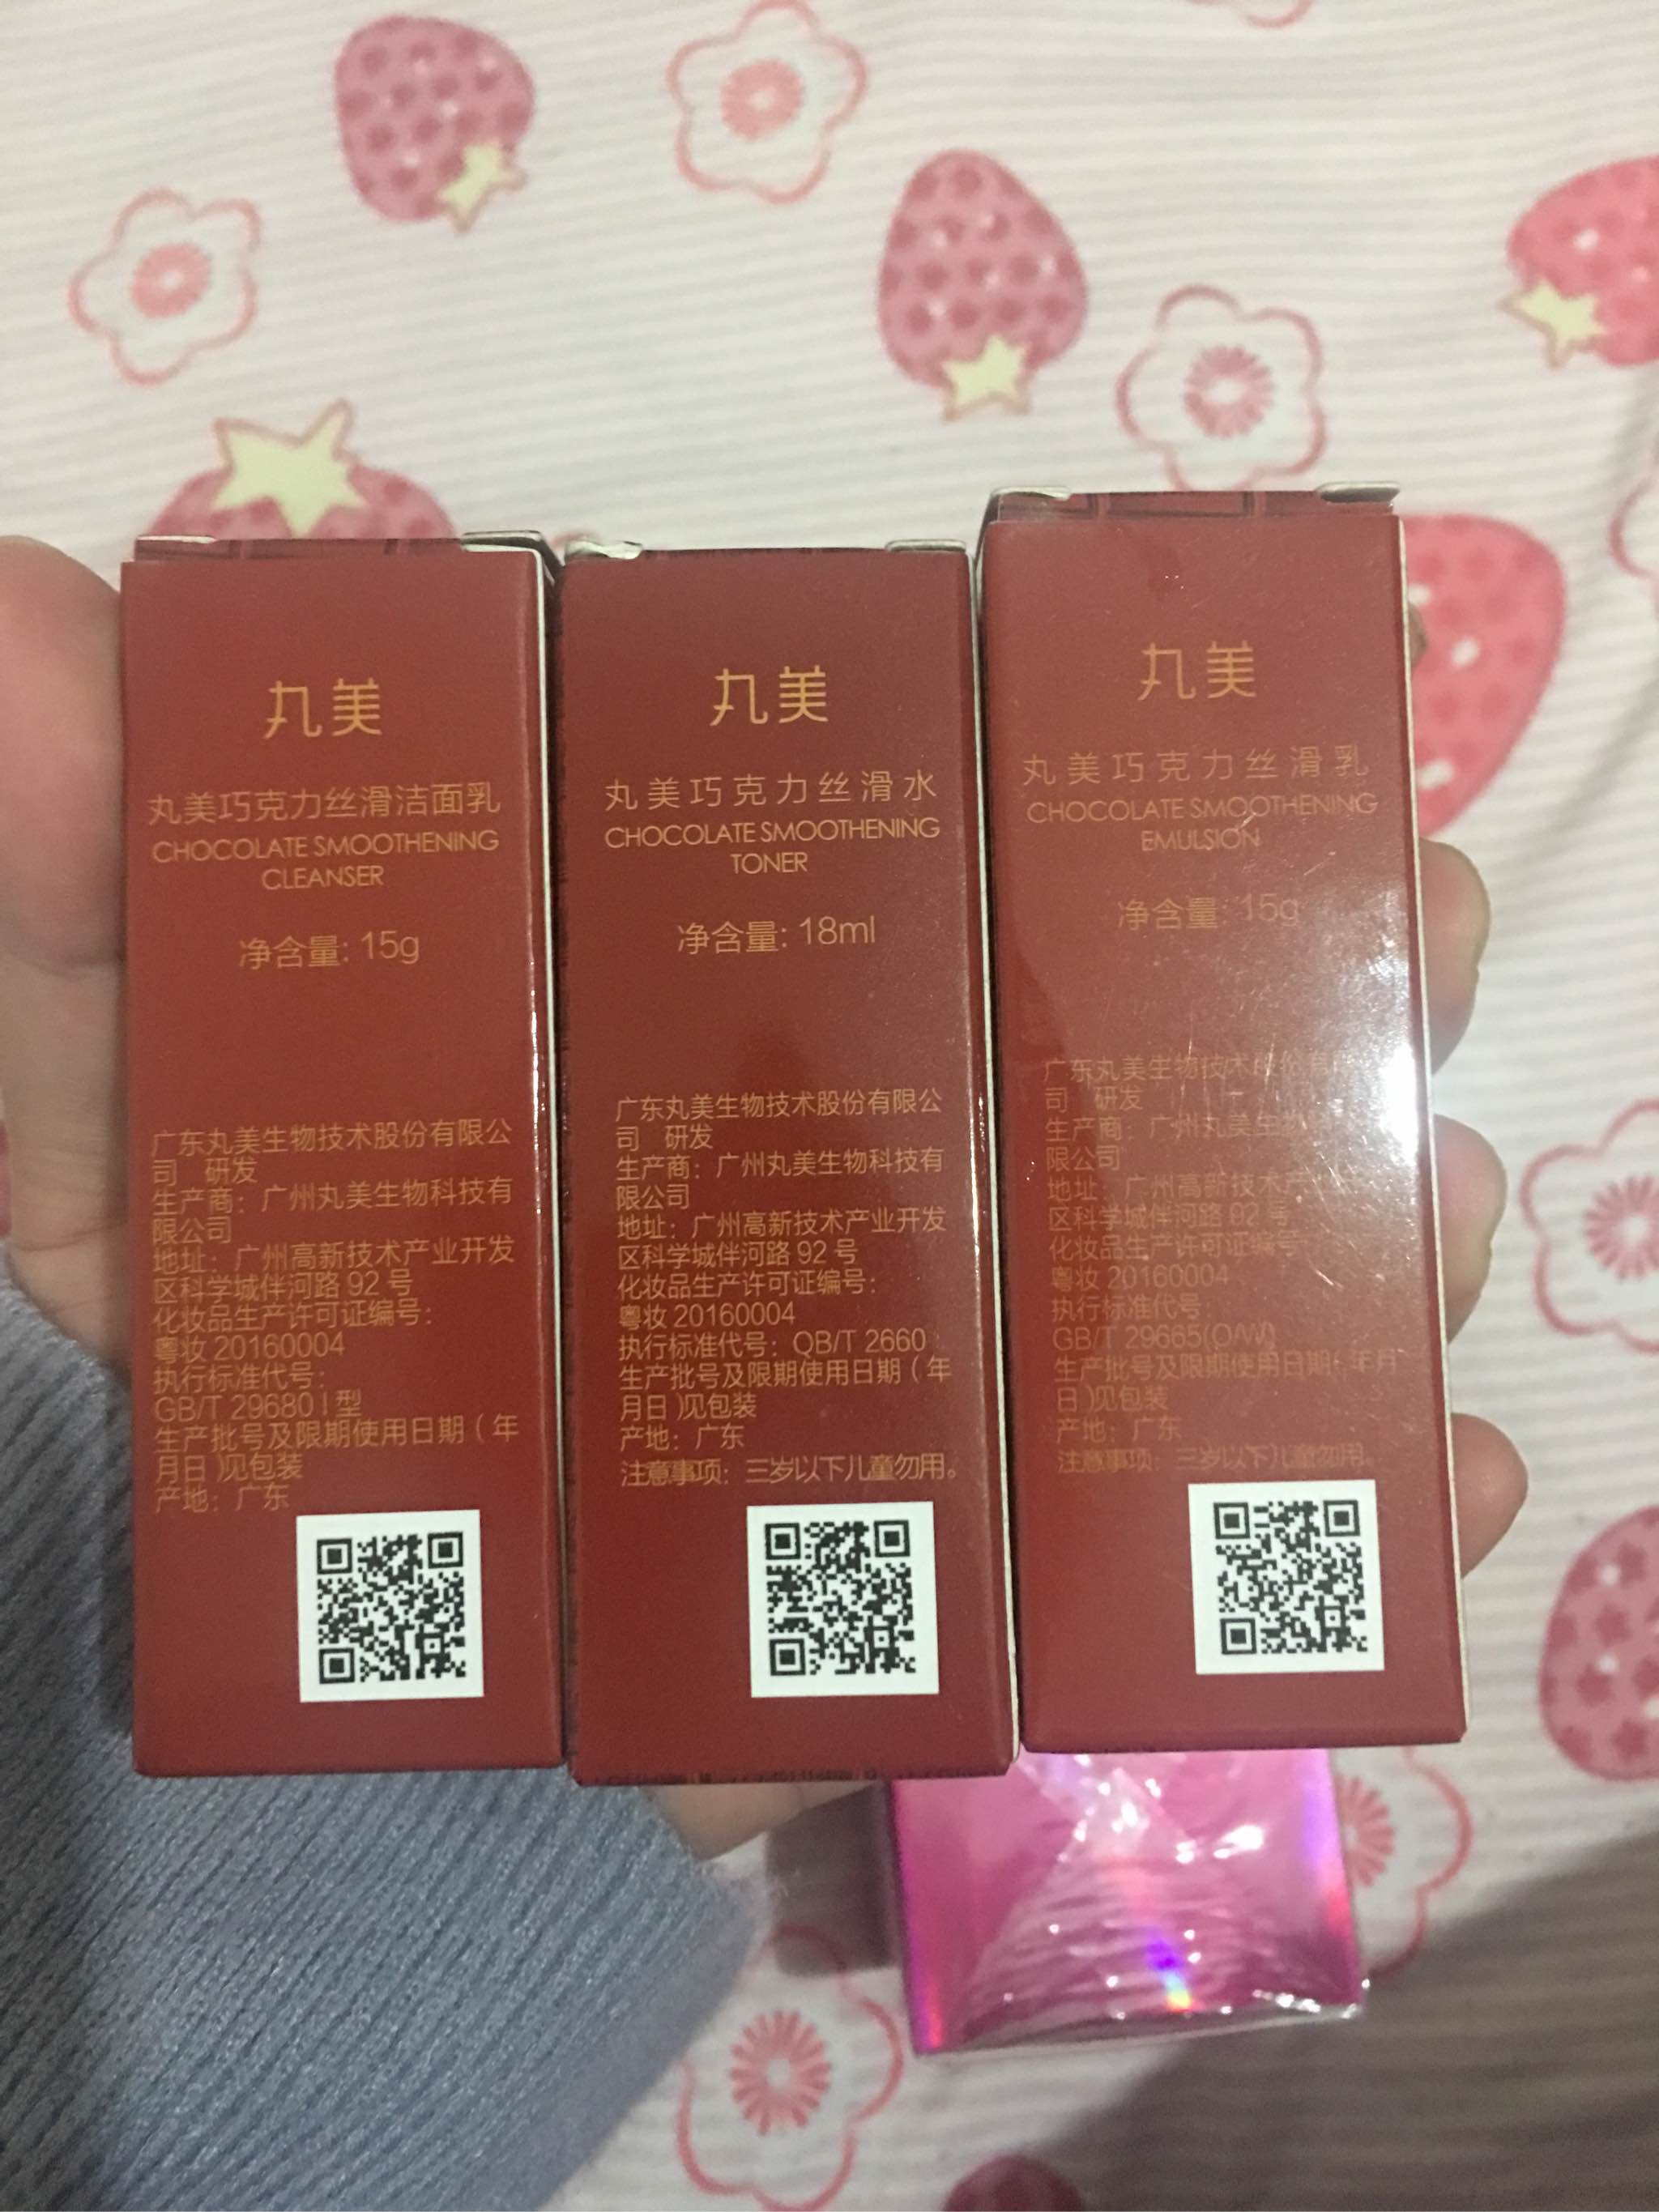 丸美
丸美巧克力丝滑洁面乳
CHOCOLATE SMOOTHENING
CLEANSER
净含量: 15g
广东丸美生物技术股份有限公
司 研发
生产商：广州丸美生物科技有
限公司
地址：广州高新技术产业开发
区科学城伴河路 92 号
化妆品生产许可证编号：
粤妆 20160004
执行标准代号：
GB/T 29680 I 型
生产批号及限期使用日期（年
月日）见包装
产地：广东
丸美
丸美巧克力丝滑水
CHOCOLATE SMOOTHENING
TONER
净含量: 18ml
广东丸美生物技术股份有限公
司 研发
生产商：广州丸美生物科技有
限公司
地址：广州高新技术产业开发
区科学城伴河路 92 号
化妆品生产许可证编号：
粤妆 20160004
执行标准代号：QB/T 2660
生产批号及限期使用日期（年
月日）见包装
产地：广东
注意事项：三岁以下儿童勿用。
丸美
丸美巧克力丝滑乳
CHOCOLATE SMOOTHENING
EMULSION
净含量: 15g
广东丸美生物技术股份有限
司 研发
生产商：广州丸美生物
限公司
地址：广州高新技术产
区科学城伴河路 92 号
化妆品生产许可证编号
粤妆 20160004
执行标准代号：
GB/T 29665(O/W)
生产批号及限期使用日期（年月
日）见包装
产地：广东
注意事项：三岁以下儿童勿用。